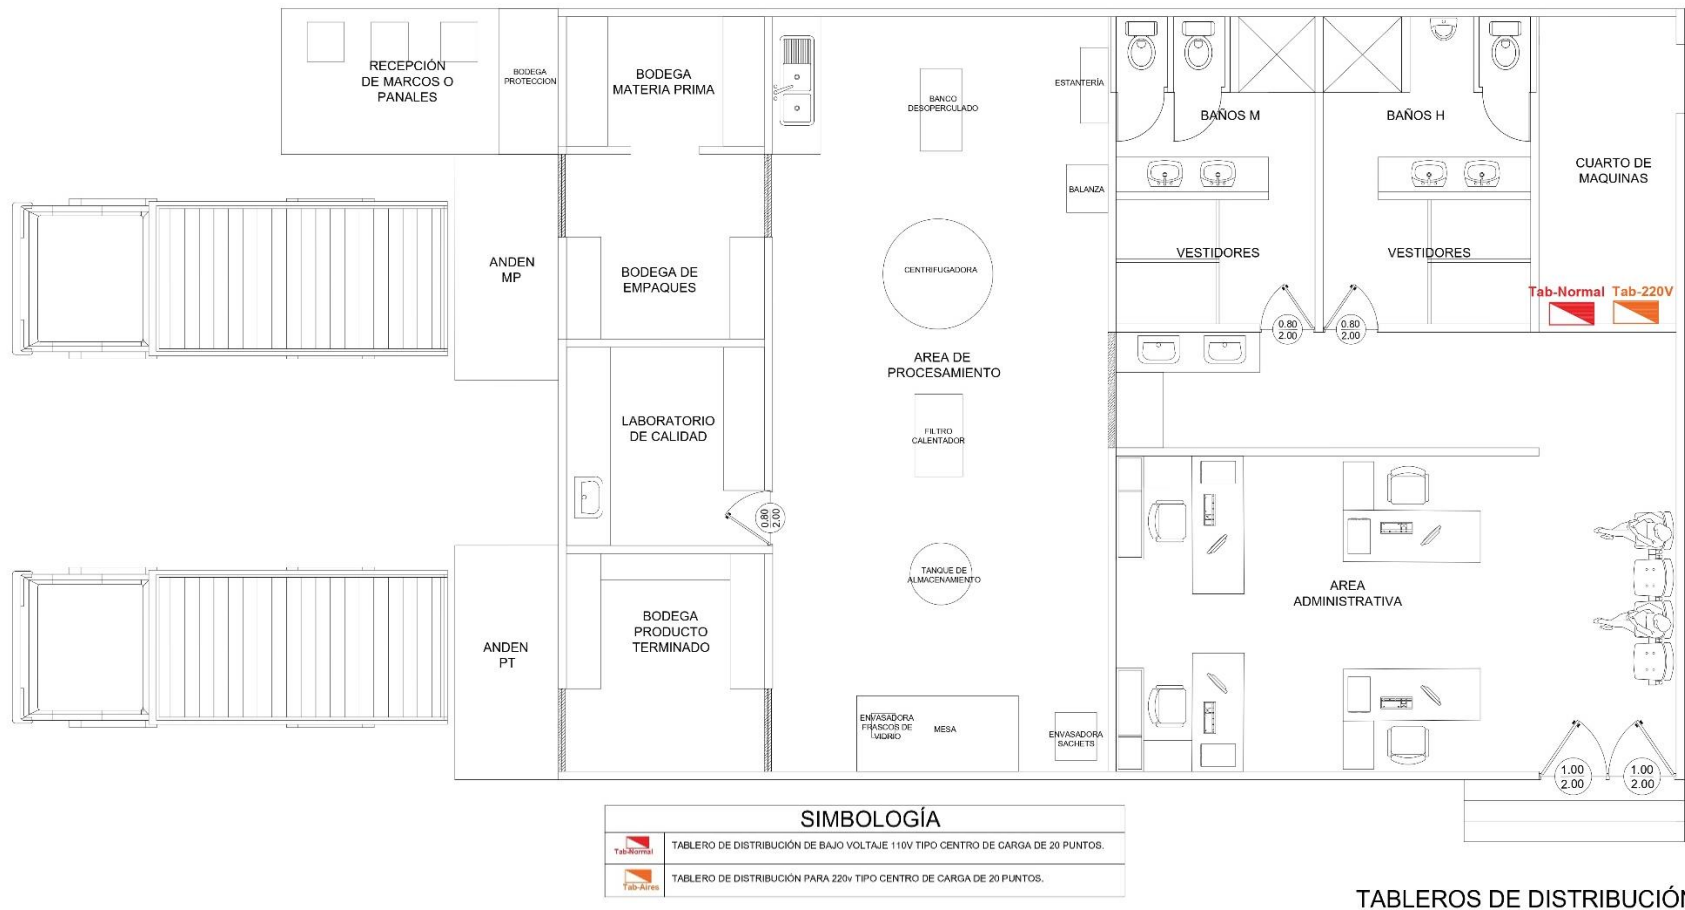 RECEPCIÓN
DE MARCOS O
PANALES
BODEGA
PROTECCION
BODEGA
MATERIA PRIMA
BANCO
DESOPERCULADO
ESTANTERÍA
BAÑOS M
BAÑOS H
CUARTO DE
MAQUINAS
BALANZA
ANDEN
MP
BODEGA DE
EMPAQUES
CENTRIFUGADORA
VESTIDORES
VESTIDORES
Tab-Normal
Tab-220V
0.80
2.00
0.80
2.00
AREA DE
PROCESAMIENTO
LABORATORIO
DE CALIDAD
FILTRO
CALENTADOR
0.80
2.00
TANQUE DE
ALMACENAMIENTO
AREA
ADMINISTRATIVA
ANDEN
PT
BODEGA
PRODUCTO
TERMINADO
ENVASADORA
FRASCOS DE
VIDRIO
MESA
ENVASADORA
SACHETS
1.00
2.00
1.00
2.00
SIMBOLOGÍA
Tab-Normal
TABLERO DE DISTRIBUCIÓN DE BAJO VOLTAJE 110V TIPO CENTRO DE CARGA DE 20 PUNTOS.
Tab-Aires
TABLERO DE DISTRIBUCIÓN PARA 220v TIPO CENTRO DE CARGA DE 20 PUNTOS.
TABLEROS DE DISTRIBUCIÓN